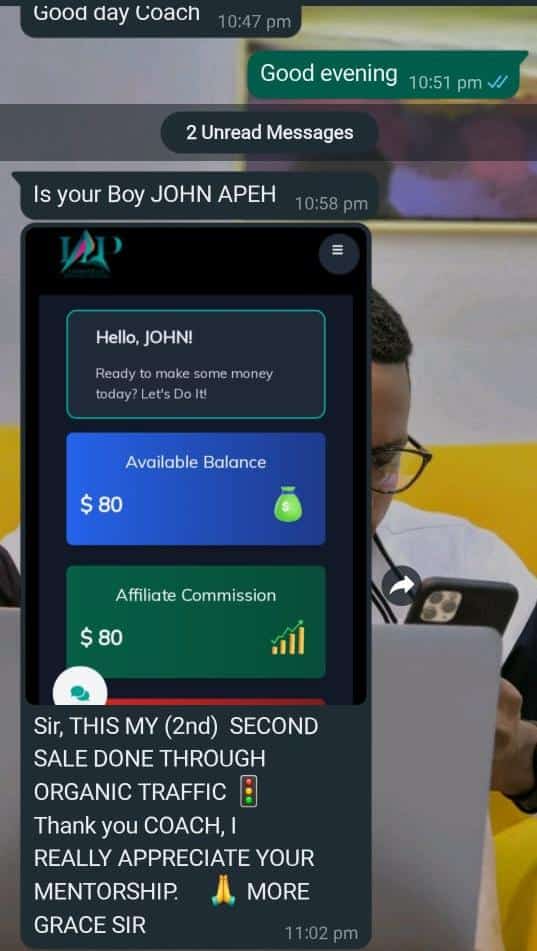 Good day Coach
10:47 pm
Good evening
10:51 pm
2 Unread Messages
Is your Boy JOHN APEH
10:58 pm
Hello, JOHN!
Ready to make some money
today? Let's Do It!
Available Balance
$ 80
$
Affiliate Commission
$ 80
Sir, THIS MY (2nd) SECOND
SALE DONE THROUGH
ORGANIC TRAFFIC 🚦
Thank you COACH, I
REALLY APPRECIATE YOUR
MENTORSHIP. 🙏 MORE
GRACE SIR
11:02 pm